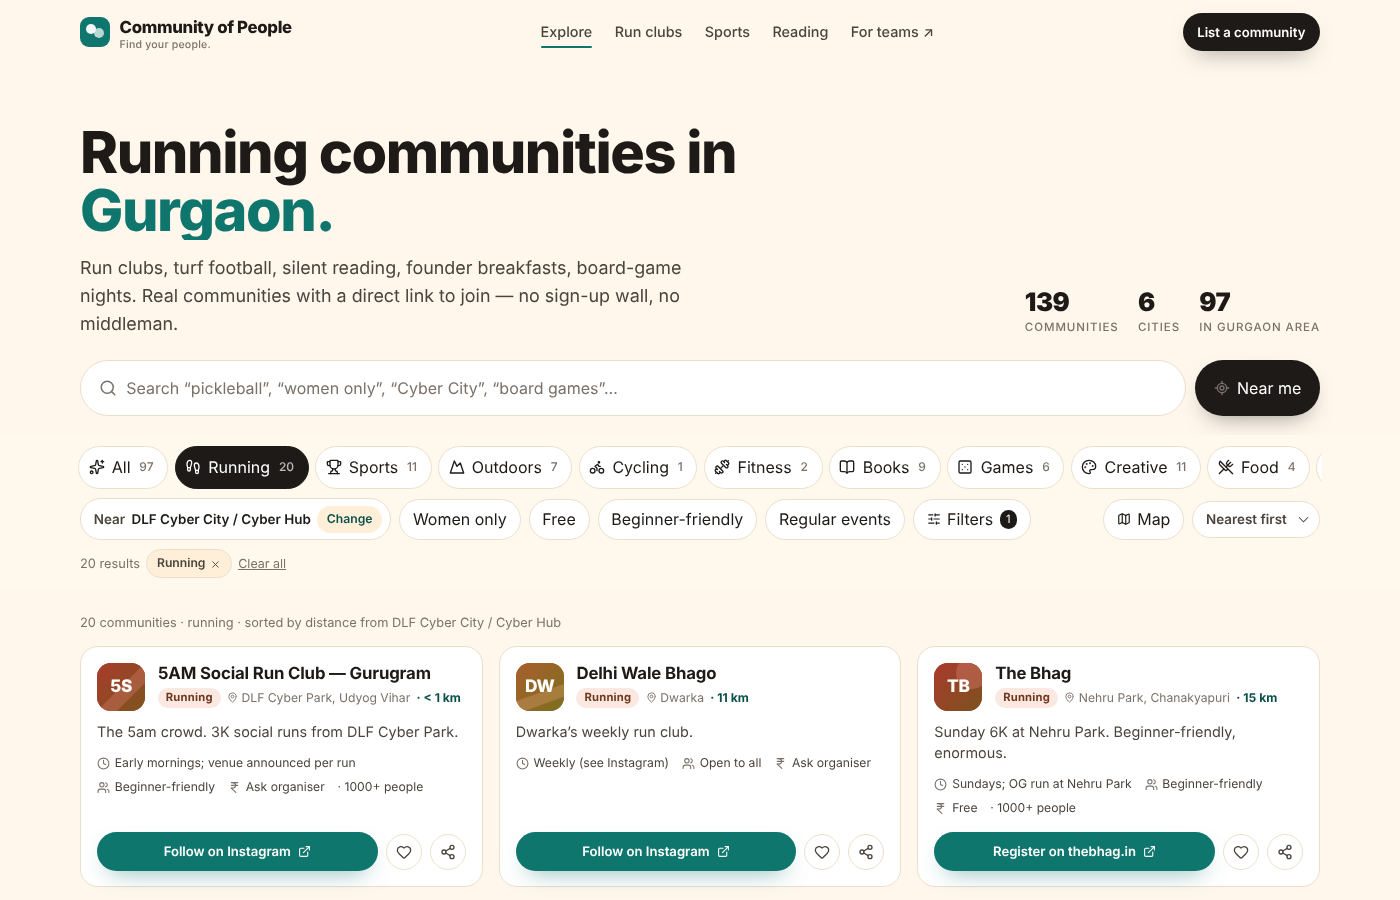 Community of People
Find your people.
Explore
Run clubs
Sports
Reading
For teams ↗
List a community
Running communities in
Gurgaon.
Run clubs, turf football, silent reading, founder breakfasts, board-game
nights. Real communities with a direct link to join — no sign-up wall, no
middleman.
139
COMMUNITIES
6
CITIES
97
IN GURGAON AREA
Search “pickleball”, “women only”, “Cyber City”, “board games”…
Near me
All 97
Running 20
Sports 11
Outdoors 7
Cycling 1
Fitness 2
Books 9
Games 6
Creative 11
Food 4
Near DLF Cyber City / Cyber Hub Change
Women only
Free
Beginner-friendly
Regular events
Filters 1
Map
Nearest first
20 results
Running ×
Clear all
20 communities · running · sorted by distance from DLF Cyber City / Cyber Hub
5S
5AM Social Run Club — Gurugram
Running DLF Cyber Park, Udyog Vihar · < 1 km
The 5am crowd. 3K social runs from DLF Cyber Park.
Early mornings; venue announced per run
Beginner-friendly ₹ Ask organiser · 1000+ people
Follow on Instagram
DW
Delhi Wale Bhago
Running Dwarka · 11 km
Dwarka’s weekly run club.
Weekly (see Instagram) Open to all ₹ Ask organiser
Follow on Instagram
TB
The Bhag
Running Nehru Park, Chanakyapuri · 15 km
Sunday 6K at Nehru Park. Beginner-friendly,
enormous.
Sundays; OG run at Nehru Park Beginner-friendly
₹ Free · 1000+ people
Register on thebhag.in